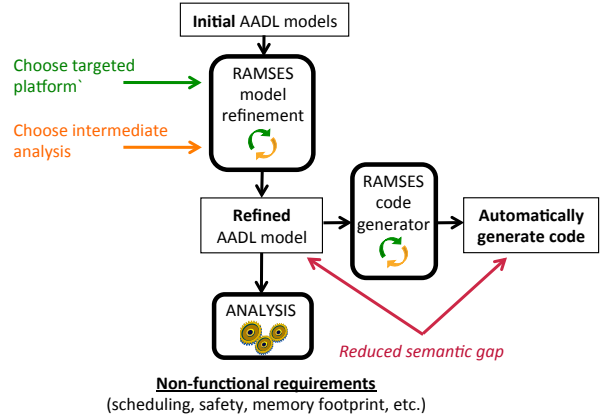 Initial AADL models
Choose targeted
platform`
RAMSES
model
refinement
Choose intermediate
analysis
RAMSES
code
generator
Refined
AADL model
Automatically
generate code
ANALYSIS
Reduced semantic gap
Non-functional requirements
(scheduling, safety, memory footprint, etc.)